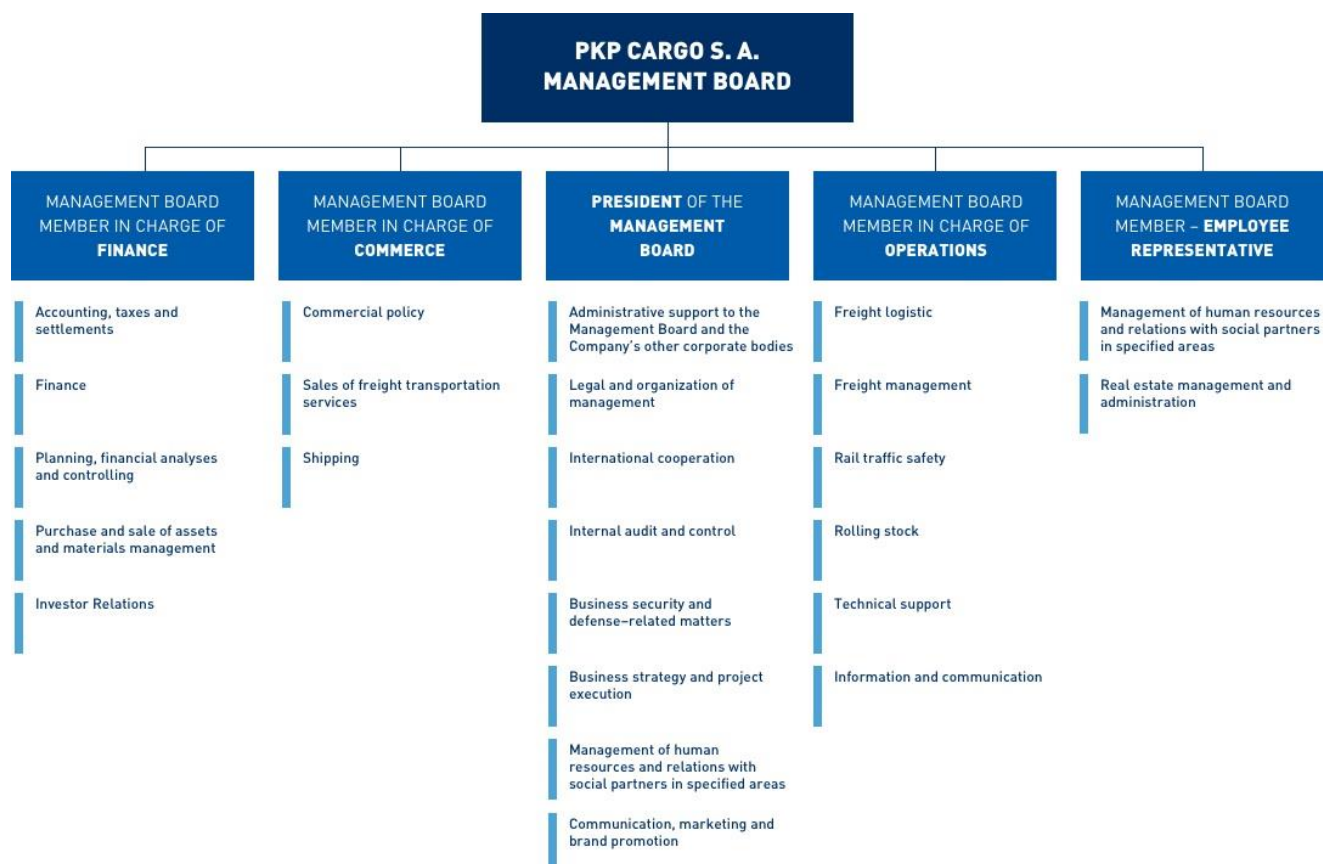 PKP CARGO S. A.
MANAGEMENT BOARD
MANAGEMENT BOARD
MEMBER IN CHARGE OF
FINANCE
Accounting, taxes and
settlements
Finance
Planning, financial analyses
and controlling
Purchase and sale of assets
and materials management
Investor Relations
MANAGEMENT BOARD
MEMBER IN CHARGE OF
COMMERCE
Commercial policy
Sales of freight transportation
services
Shipping
PRESIDENT OF THE
MANAGEMENT
BOARD
Administrative support to the
Management Board and the
Company's other corporate bodies
Legal and organization of
management
International cooperation
Internal audit and control
Business security and
defense–related matters
Business strategy and project
execution
Management of human
resources and relations with
social partners in specified areas
Communication, marketing and
brand promotion
MANAGEMENT BOARD
MEMBER IN CHARGE OF
OPERATIONS
Freight logistic
Freight management
Rail traffic safety
Rolling stock
Technical support
Information and communication
MANAGEMENT BOARD
MEMBER – EMPLOYEE
REPRESENTATIVE
Management of human resources
and relations with social partners
in specified areas
Real estate management and
administration